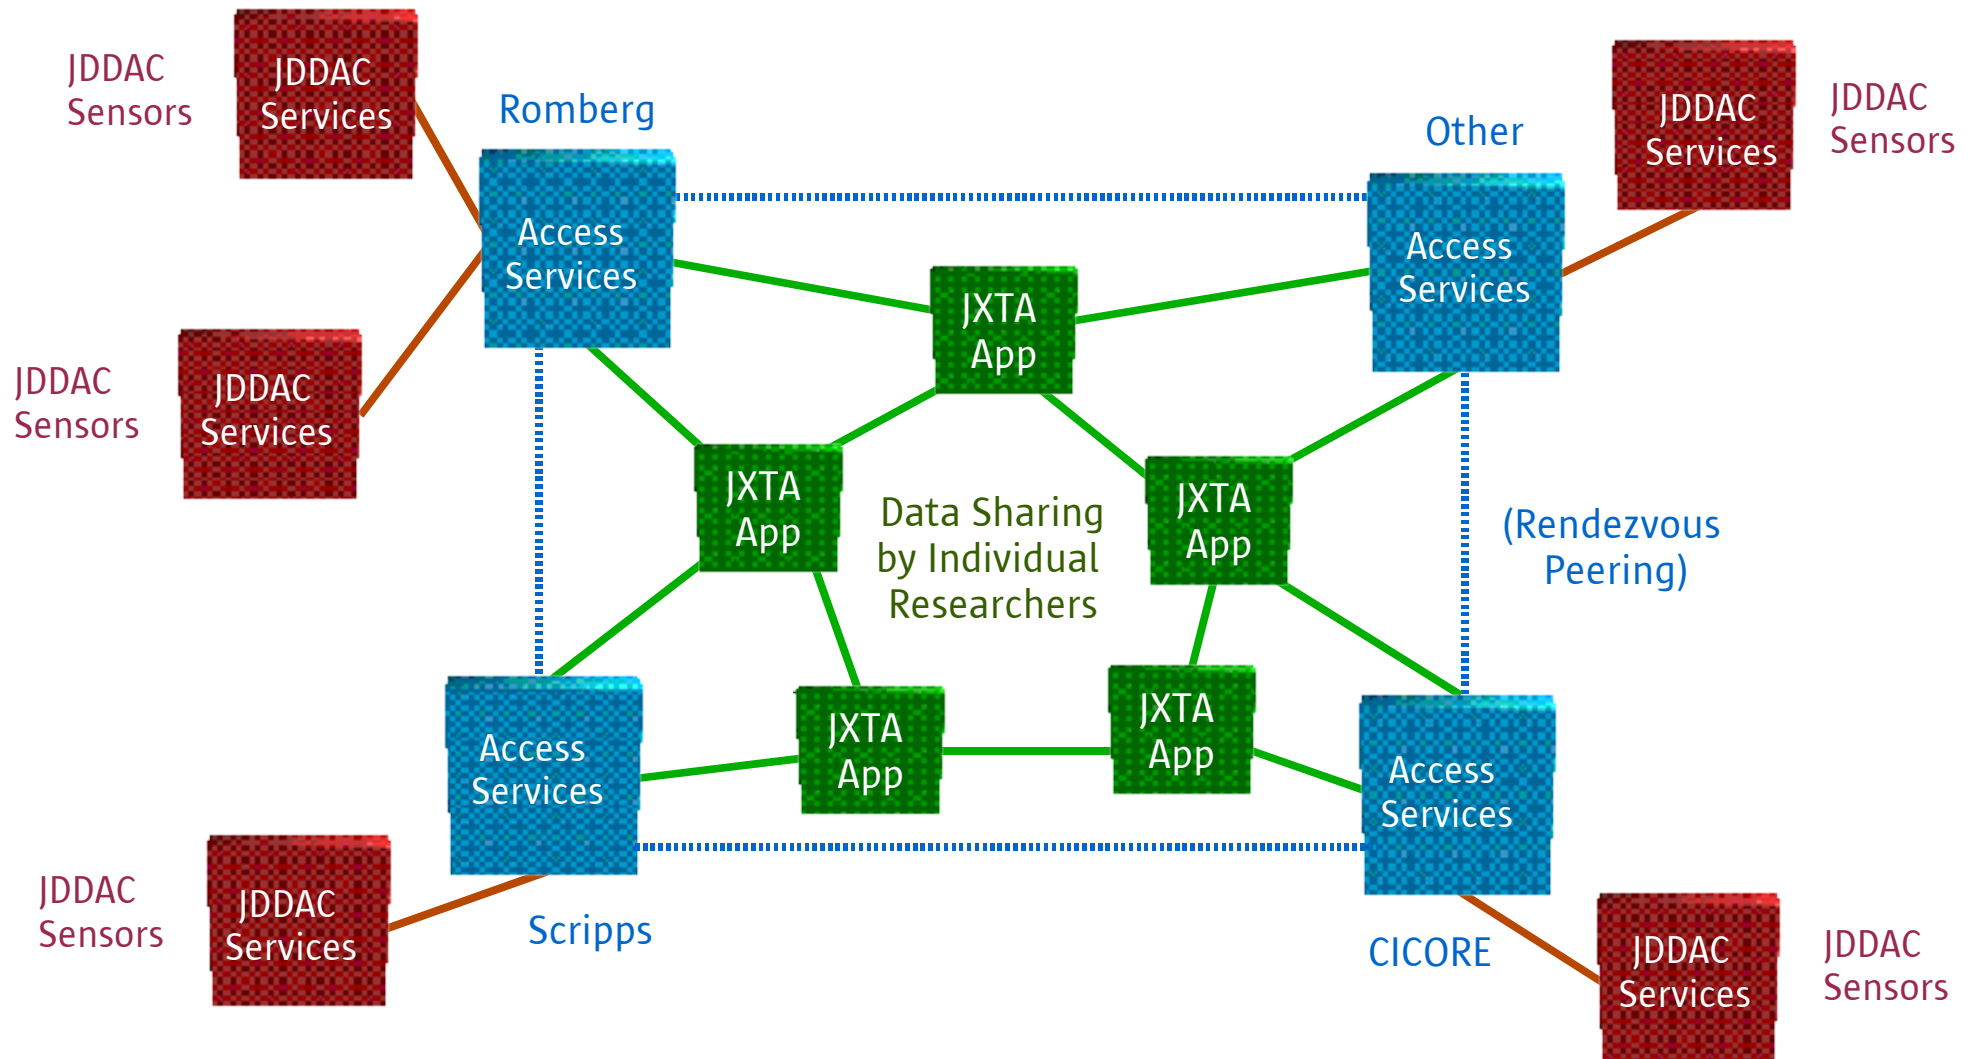 JDDAC
Sensors
JDDAC
Services
Romberg
Other
JDDAC
Services
JDDAC
Sensors
Access
Services
Access
Services
JXTA
App
JDDAC
Sensors
JDDAC
Services
JXTA
App
Data Sharing
by Individual
Researchers
JXTA
App
(Rendezvous
Peering)
Access
Services
JXTA
App
JXTA
App
Access
Services
JDDAC
Sensors
JDDAC
Services
Scripps
CICORE
JDDAC
Services
JDDAC
Sensors